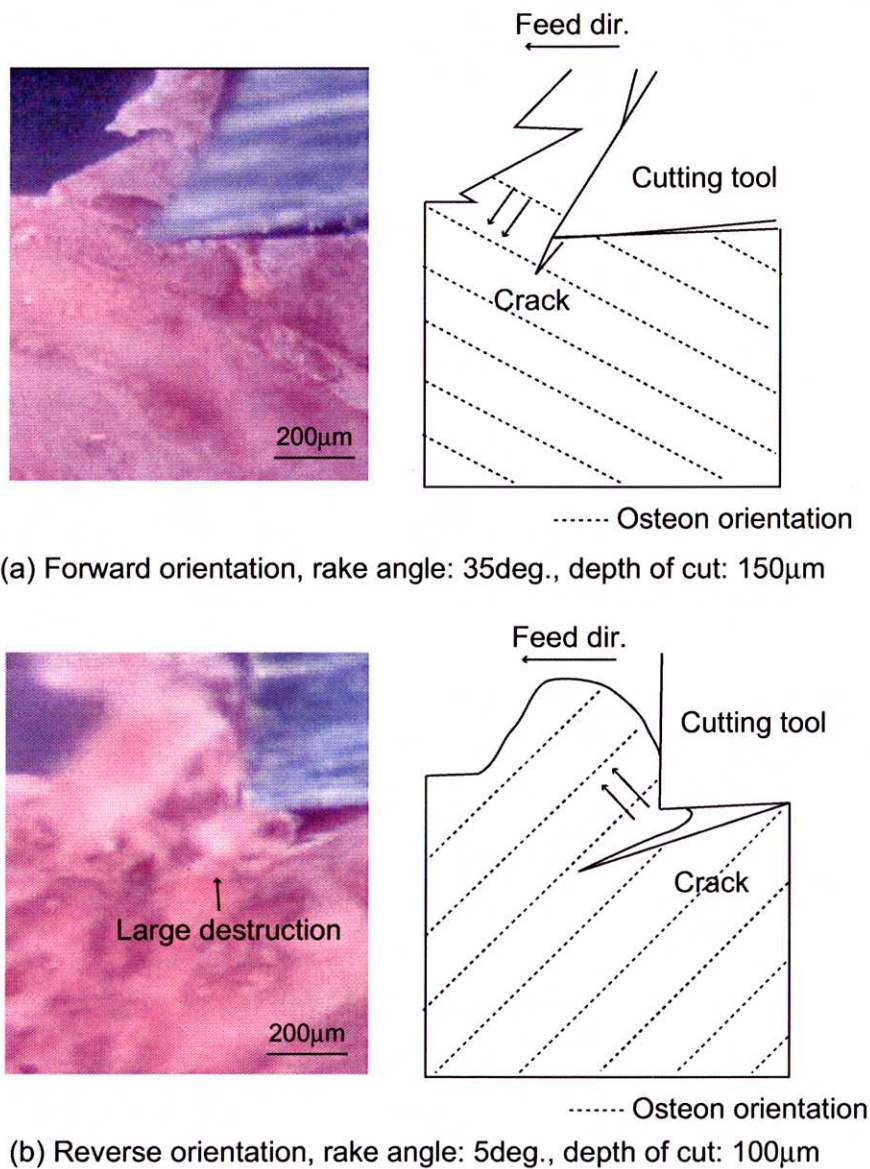 Feed dir.
Cutting tool
Crack
200μm
Osteon orientation
(a) Forward orientation, rake angle: 35deg., depth of cut: 150μm
Feed dir.
Cutting tool
Crack
Large destruction
200μm
Osteon orientation
(b) Reverse orientation, rake angle: 5deg., depth of cut: 100μm